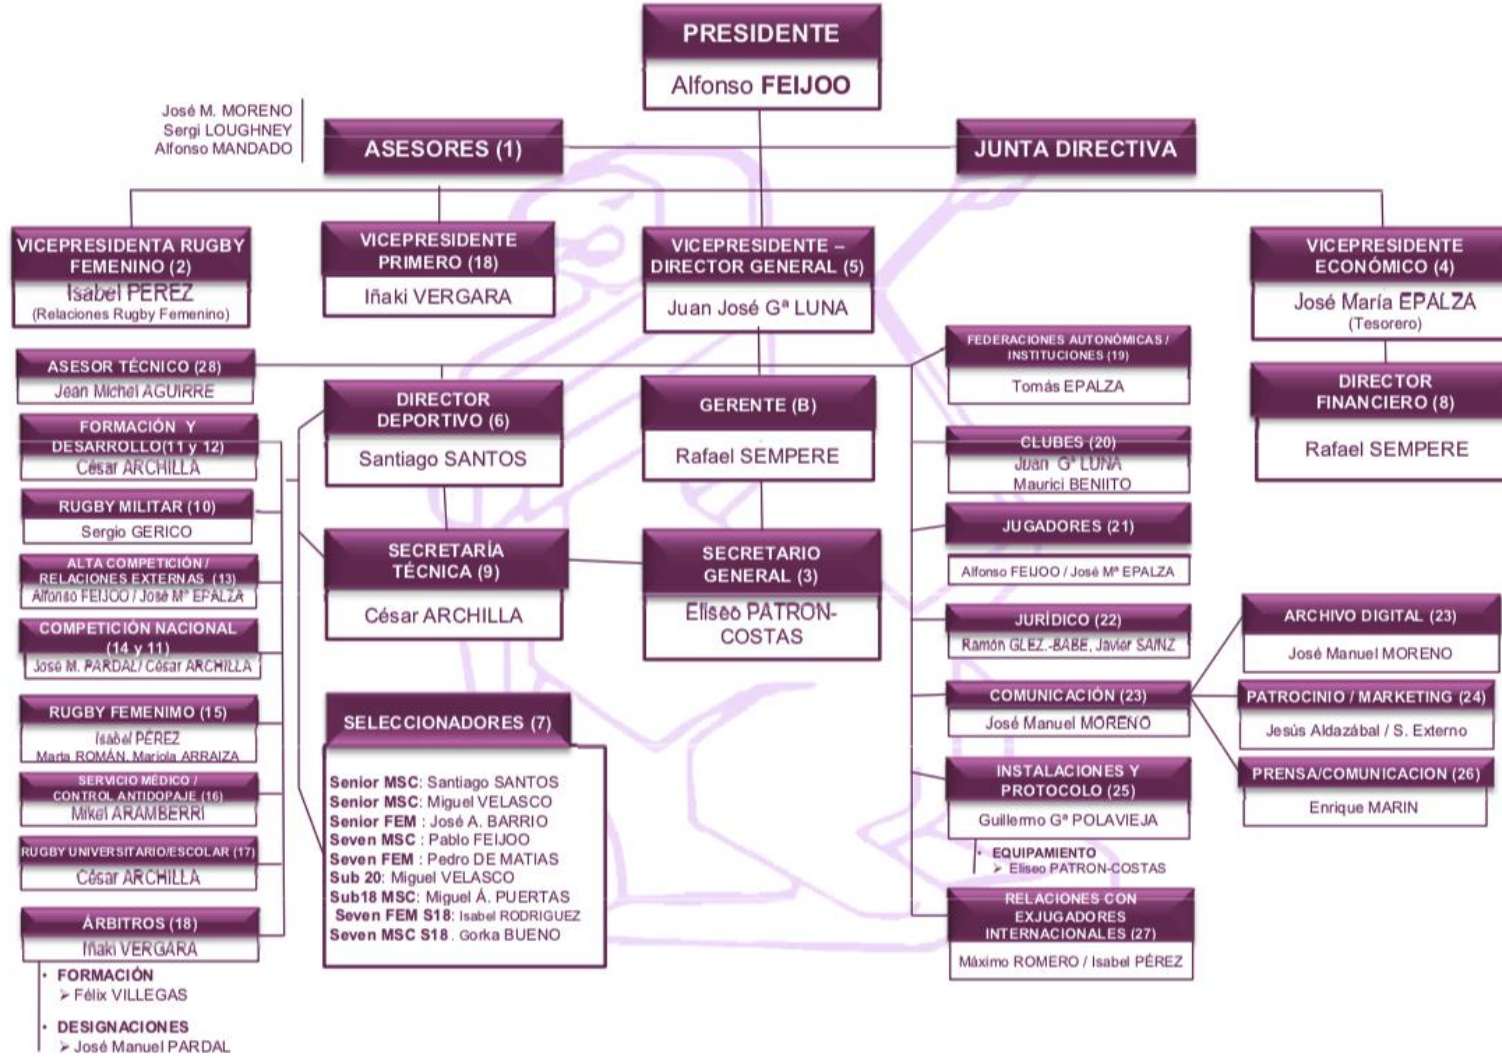 PRESIDENTE
Alfonso FEIJOO
José M. MORENO
Sergi LOUGHNEY
Alfonso MANDADO
ASESORES (1)
JUNTA DIRECTIVA
VICEPRESIDENTA RUGBY
FEMENINO (2)
Isabel PEREZ
(Relaciones Rugby Femenino)
VICEPRESIDENTE
PRIMERO (18)
Iñaki VERGARA
VICEPRESIDENTE –
DIRECTOR GENERAL (5)
Juan José Gª LUNA
VICEPRESIDENTE
ECONÓMICO (4)
José María EPALZA
(Tesorero)
ASESOR TÉCNICO (28)
Jean Michel AGUIRRE
FORMACIÓN Y
DESARROLLO(11 y 12)
César ARCHILLA
RUGBY MILITAR (10)
Sergio GERICO
ALTA COMPETICIÓN /
RELACIONES EXTERNAS (13)
Alfonso FEIJOO / José Mª EPALZA
COMPETICIÓN NACIONAL
(14 y 11)
José M. PARDAL/ César ARCHILLA
RUGBY FEMENIMO (15)
Isabel PÉREZ
Marta ROMÁN, Mariola ARRAIZA
SERVICIO MÉDICO /
CONTROL ANTIDOPAJE (16)
Mikel ARAMBERRI
RUGBY UNIVERSITARIO/ESCOLAR (17)
César ARCHILLA
ÁRBITROS (18)
Iñaki VERGARA
• FORMACIÓN
➢ Félix VILLEGAS
• DESIGNACIONES
➢ José Manuel PARDAL
DIRECTOR
DEPORTIVO (6)
Santiago SANTOS
SECRETARÍA
TÉCNICA (9)
César ARCHILLA
SELECCIONADORES (7)
Senior MSC: Santiago SANTOS
Senior MSC: Miguel VELASCO
Senior FEM : José A. BARRIO
Seven MSC : Pablo FEIJOO
Seven FEM : Pedro DE MATIAS
Sub 20: Miguel VELASCO
Sub18 MSC: Miguel Á. PUERTAS
Seven FEM S18: Isabel RODRIGUEZ
Seven MSC S18. Gorka BUENO
GERENTE (B)
Rafael SEMPERE
SECRETARIO
GENERAL (3)
Eliseo PATRON-
COSTAS
FEDERACIONES AUTONÓMICAS /
INSTITUCIONES (19)
Tomás EPALZA
CLUBES (20)
Juan Gª LUNA
Maurici BENIITO
JUGADORES (21)
Alfonso FEIJOO / José Mª EPALZA
JURÍDICO (22)
Ramón GLEZ.-BABE, Javier SAINZ
COMUNICACIÓN (23)
José Manuel MORENO
INSTALACIONES Y
PROTOCOLO (25)
Guillermo Gª POLAVIEJA
• EQUIPAMIENTO
➢ Eliseo PATRON-COSTAS
RELACIONES CON
EXJUGADORES
INTERNACIONALES (27)
Máximo ROMERO / Isabel PÉREZ
DIRECTOR
FINANCIERO (8)
Rafael SEMPERE
ARCHIVO DIGITAL (23)
José Manuel MORENO
PATROCINIO / MARKETING (24)
Jesús Aldazábal / S. Externo
PRENSA/COMUNICACION (26)
Enrique MARIN